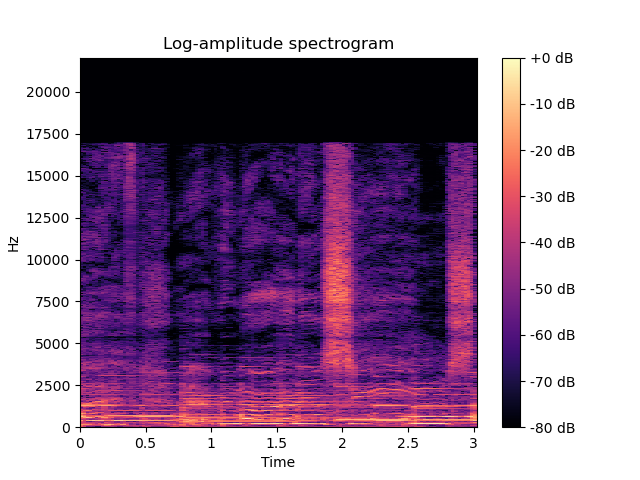 Log-amplitude spectrogram
Hz
20000
17500
15000
12500
10000
7500
5000
2500
0
0 0.5 1 1.5 2 2.5 3
Time
+0 dB
-10 dB
-20 dB
-30 dB
-40 dB
-50 dB
-60 dB
-70 dB
-80 dB